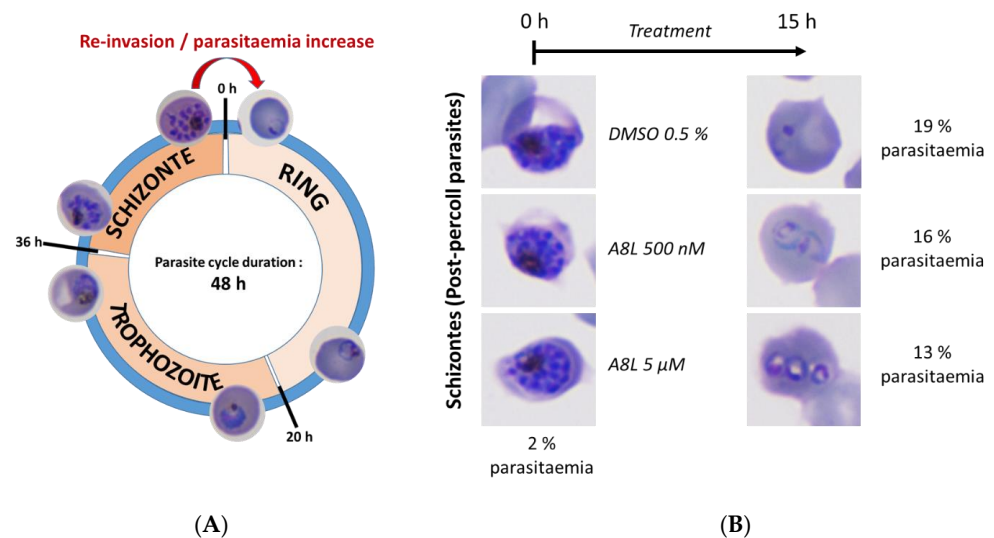 Re-invasion / parasitaemia increase
0 h
SCHIZONTE
RING
36 h
Parasite cycle duration :
48 h
TROPHOZOITE
20 h
(A)
0 h
Treatment
15 h
Schizontes (Post-percoll parasites)
DMSO 0.5 %
19 %
parasitaemia
A8L 500 nM
16 %
parasitaemia
A8L 5 µM
13 %
parasitaemia
2 %
parasitaemia
(B)